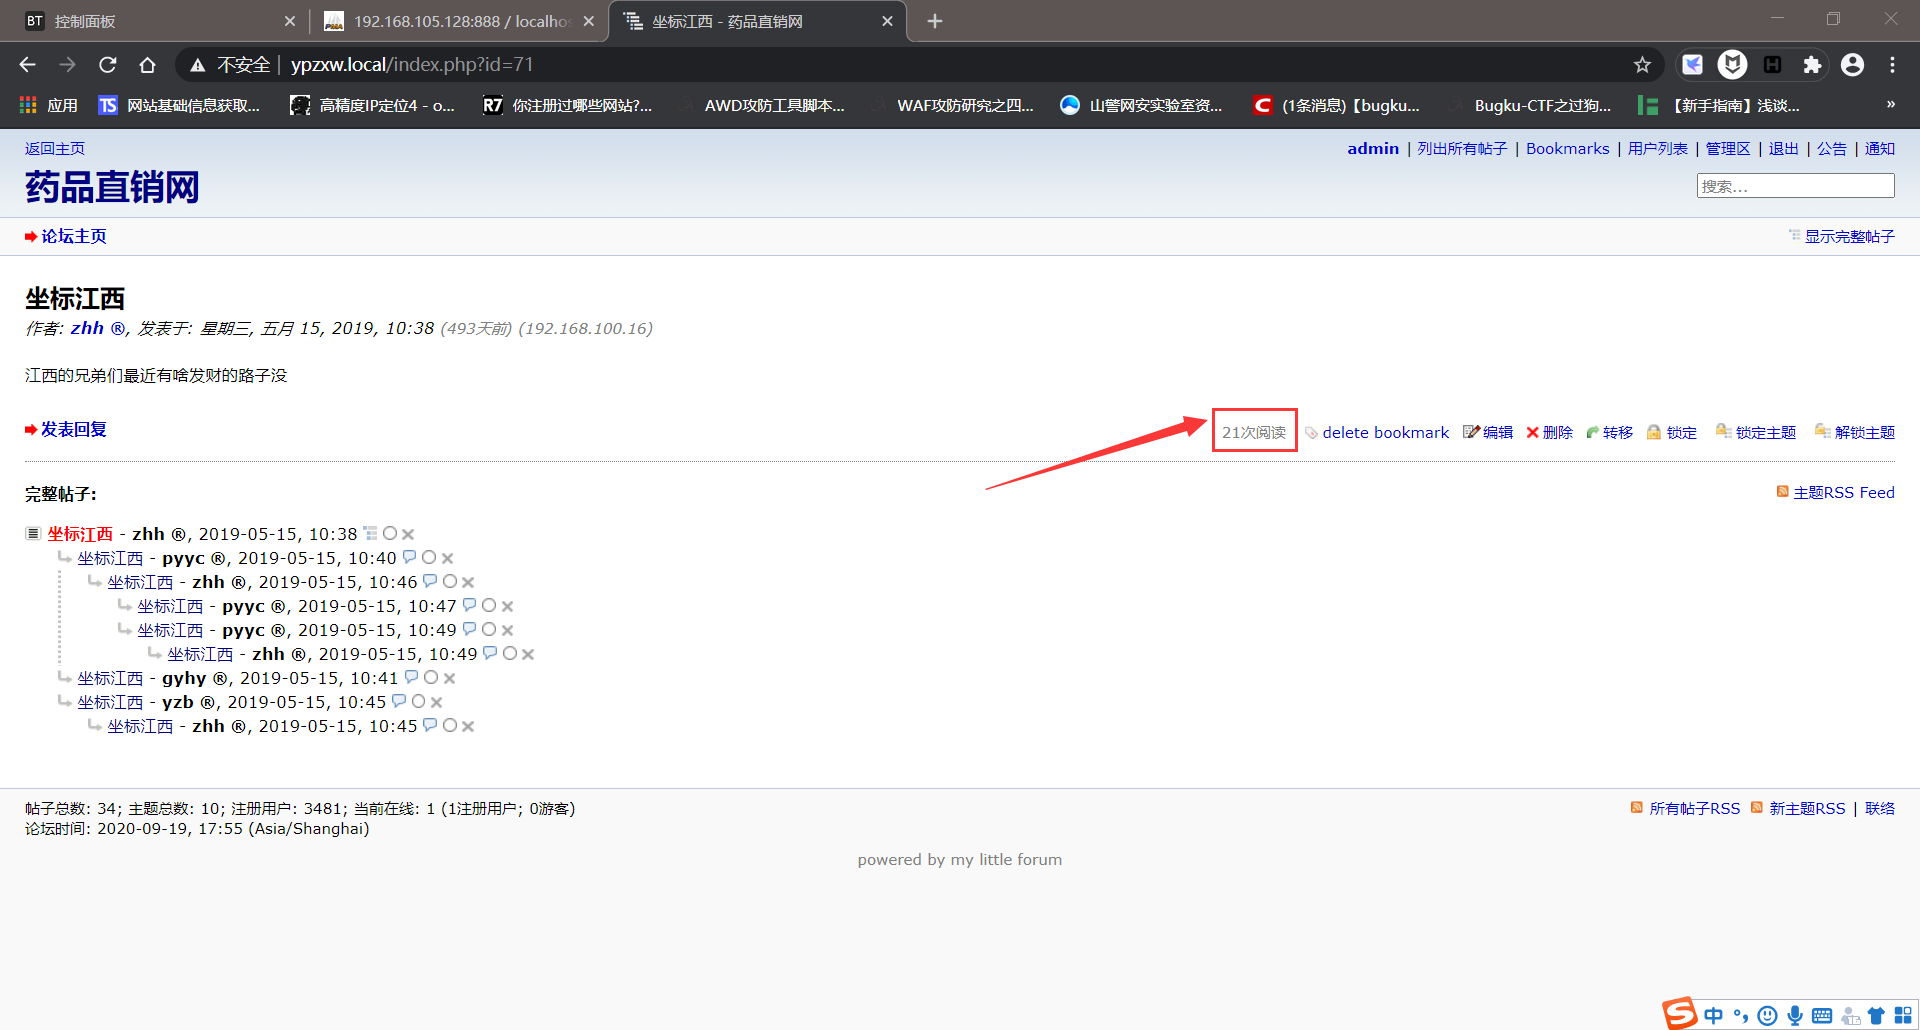 BT 控制面板
PMA 192.168.105.128:888 / localhos
坐标江西 - 药品直销网
不安全 | ypzxw.local/index.php?id=71
应用 TS 网站基础信息获取... 高精度IP定位4 - o... R7 你注册过哪些网站?... AWD攻防工具脚本... WAF攻防研究之四... 山警网安实验室资... C (1条消息)【bugku... Bugku-CTF之过狗... 【新手指南】浅谈... »
返回主页
admin | 列出所有帖子 | Bookmarks | 用户列表 | 管理区 | 退出 | 公告 | 通知
药品直销网
搜索...
论坛主页
显示完整帖子
坐标江西
作者: zhh ®, 发表于: 星期三, 五月 15, 2019, 10:38 (493天前) (192.168.100.16)
江西的兄弟们最近有啥发财的路子没
发表回复
21次阅读 delete bookmark 编辑 删除 转移 锁定 锁定主题 解锁主题
完整帖子:
主题RSS Feed
坐标江西 - zhh ®, 2019-05-15, 10:38
坐标江西 - pyyc ®, 2019-05-15, 10:40
坐标江西 - zhh ®, 2019-05-15, 10:46
坐标江西 - pyyc ®, 2019-05-15, 10:47
坐标江西 - pyyc ®, 2019-05-15, 10:49
坐标江西 - zhh ®, 2019-05-15, 10:49
坐标江西 - gyhy ®, 2019-05-15, 10:41
坐标江西 - yzb ®, 2019-05-15, 10:45
坐标江西 - zhh ®, 2019-05-15, 10:45
帖子总数: 34; 主题总数: 10; 注册用户: 3481; 当前在线: 1 (1注册用户; 0游客)
论坛时间: 2020-09-19, 17:55 (Asia/Shanghai)
所有帖子RSS 新主题RSS | 联络
powered by my little forum
S 中